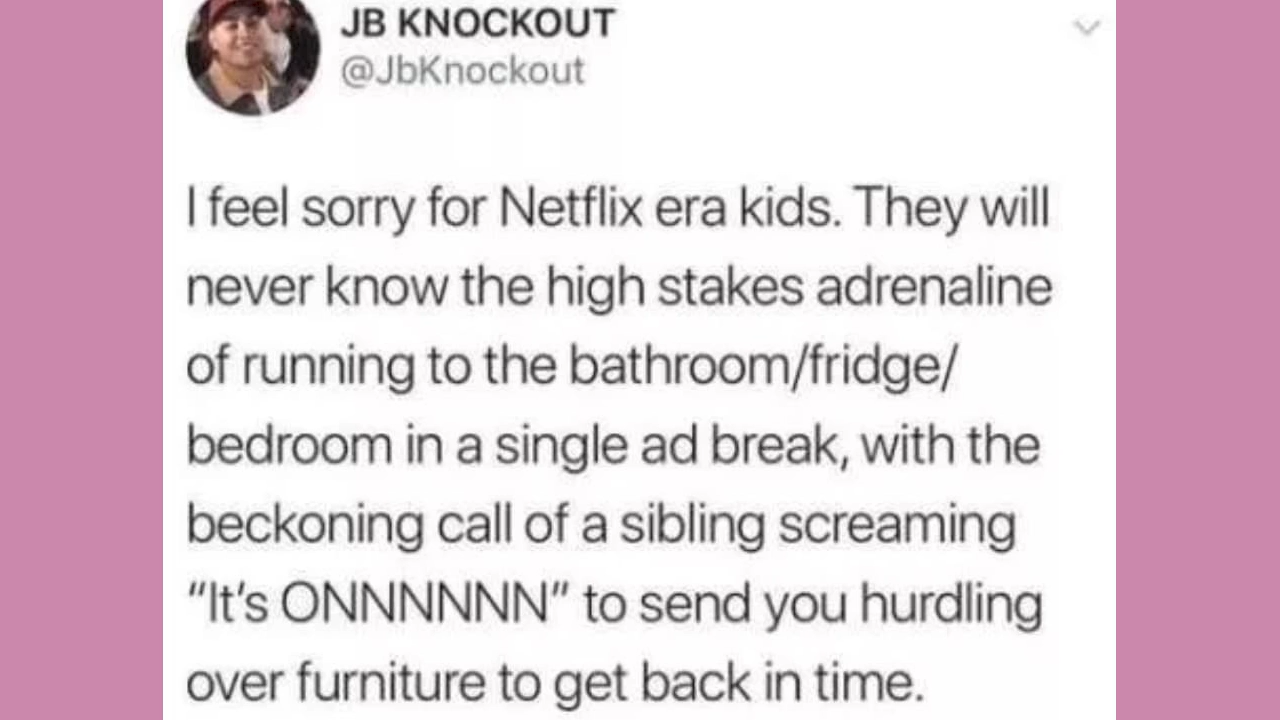 JB KNOCKOUT
@JbKnockout
I feel sorry for Netflix era kids. They will
never know the high stakes adrenaline
of running to the bathroom/fridge/
bedroom in a single ad break, with the
beckoning call of a sibling screaming
“It's ONNNNNN” to send you hurdling
over furniture to get back in time.